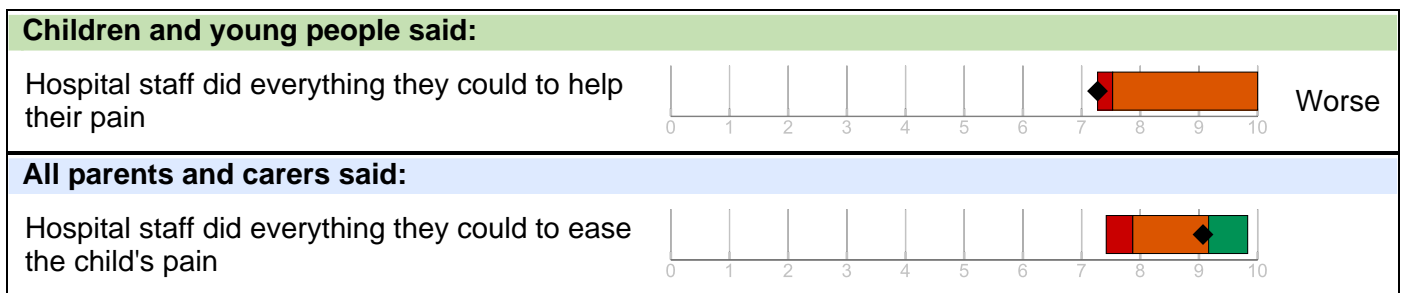 Children and young people said:
Hospital staff did everything they could to help
their pain
Worse
0 1 2 3 4 5 6 7 8 9 10
All parents and carers said:
Hospital staff did everything they could to ease
the child's pain
0 1 2 3 4 5 6 7 8 9 10